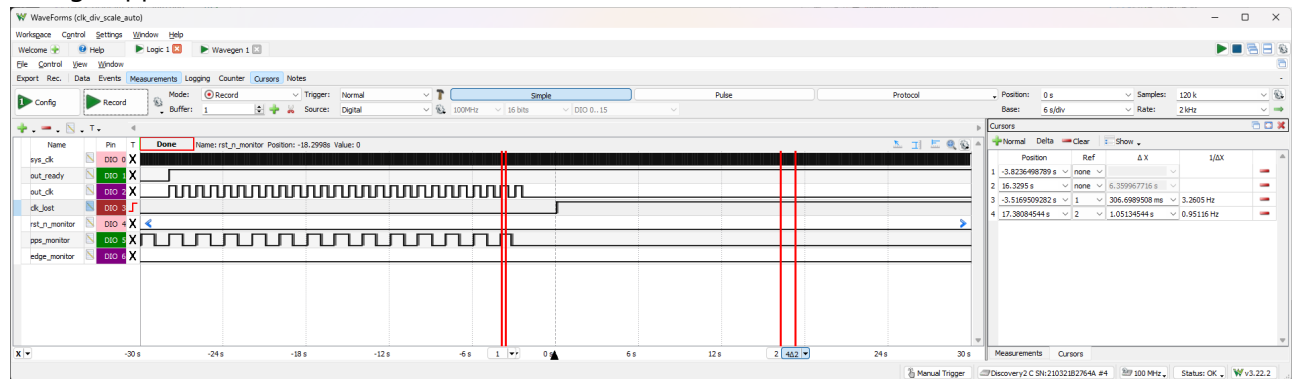 WaveForms (clk_div_scale_auto)
Workspace Control Settings Window Help
Welcome Help Logic 1 Wavegen 1
File Control View Window
Export Rec. Data Events Measurements Logging Counter Cursors Notes
Config Record Mode: Record Trigger: Normal Simple Pulse Protocol Position: 0 s Samples: 120 k
Buffer: 1 Source: Digital 100MHz 16 bits DIO 0...15 Base: 6 s/div Rate: 2 kHz
T
Name Pin T Done Name: rst_n_monitor Position: -18.2998s Value: 0
sys_clk DIO 0 X
out_ready DIO 1 X
out_clk DIO 2 X
clk_lost DIO 3
rst_n_monitor DIO 4 X
pps_monitor DIO 5 X
edge_monitor DIO 6 X
X -30 s -24 s -18 s -12 s -6 s 1 0 s 6 s 12 s 2 4Δ2 24 s 30 s
Cursors
Normal Delta Clear Show
Position Ref Δ X 1/ΔX
1 -3.8236498789 s none
2 16.3295 s none 6.359967716 s
3 -3.5169509282 s 1 306.6989508 ms 3.2605 Hz
4 17.38084544 s 2 1.05134544 s 0.95116 Hz
Measurements Cursors
Manual Trigger Discovery2 C SN:210321B2764A #4 100 MHz Status: OK v3.22.2